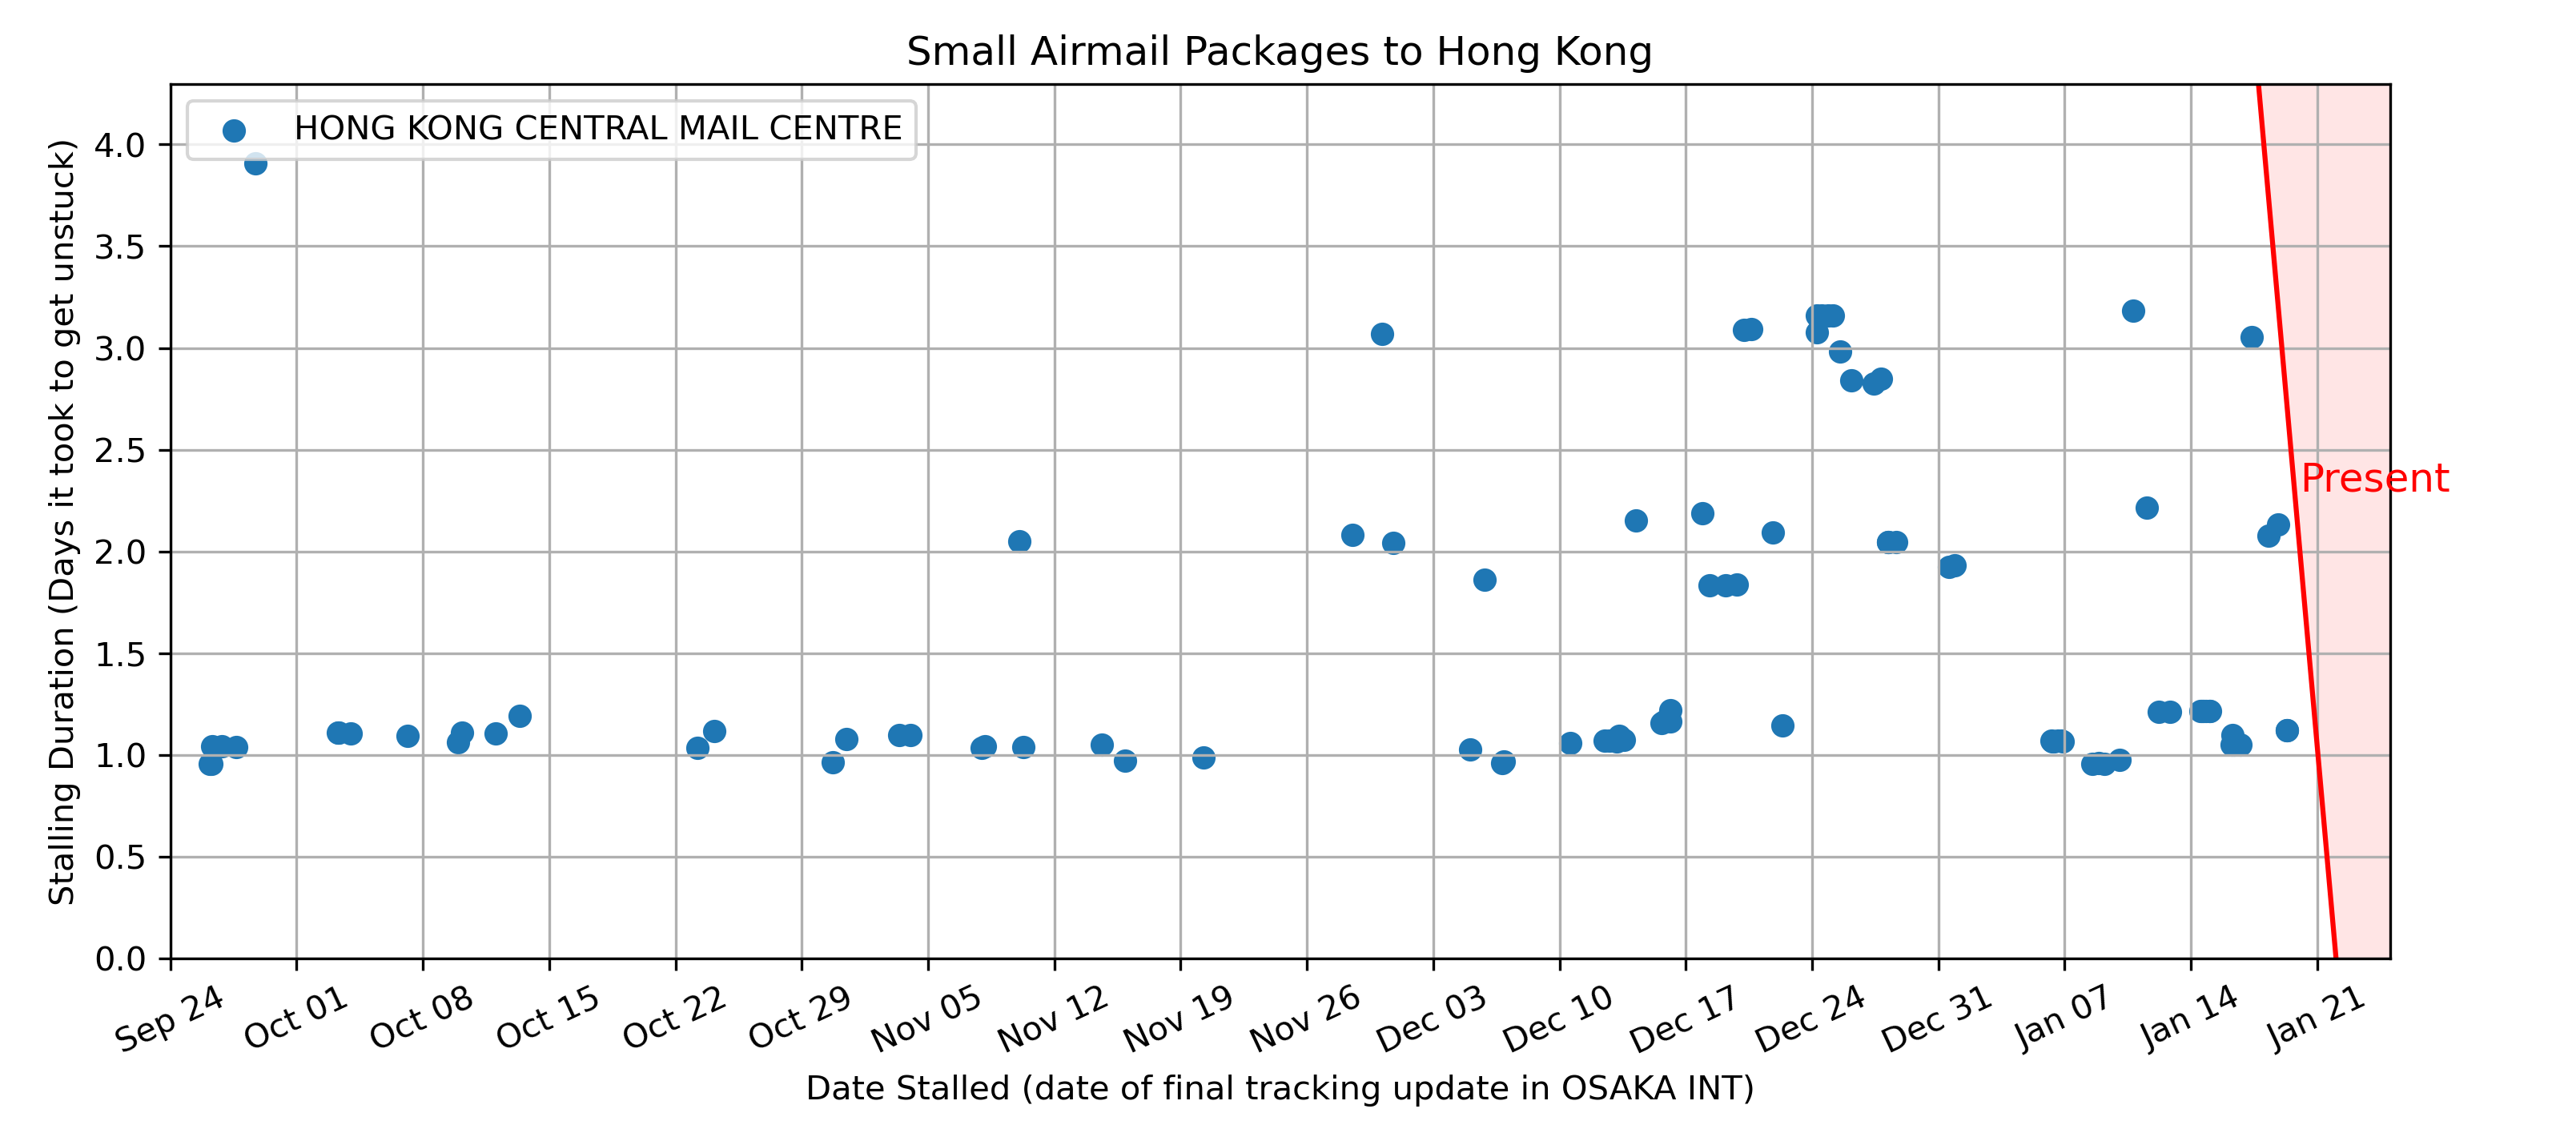 Small Airmail Packages to Hong Kong
HONG KONG CENTRAL MAIL CENTRE
Stalling Duration (Days it took to get unstuck)
4.0
3.5
3.0
2.5
2.0
1.5
1.0
0.5
0.0
Present
Sep 24
Oct 01
Oct 08
Oct 15
Oct 22
Oct 29
Nov 05
Nov 12
Nov 19
Nov 26
Dec 03
Dec 10
Dec 17
Dec 24
Dec 31
Jan 07
Jan 14
Jan 21
Date Stalled (date of final tracking update in OSAKA INT)